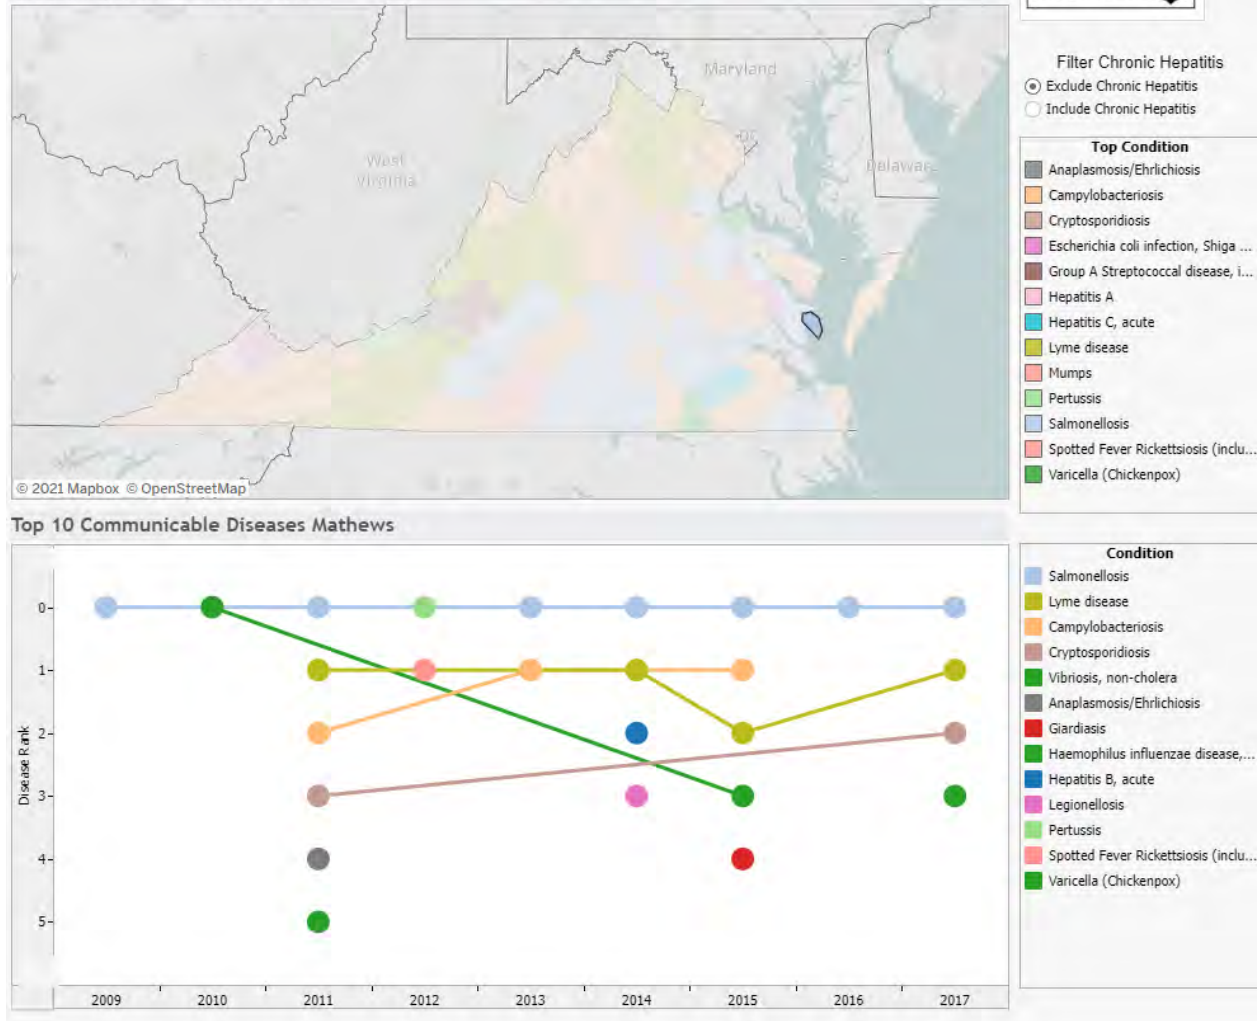 Maryland
DC
West
Virginia
Delaware
© 2021 Mapbox © OpenStreetMap
Filter Chronic Hepatitis
Exclude Chronic Hepatitis
Include Chronic Hepatitis
Top Condition
Anaplasmosis/Ehrlichiosis
Campylobacteriosis
Cryptosporidiosis
Escherichia coli infection, Shiga ...
Group A Streptococcal disease, i...
Hepatitis A
Hepatitis C, acute
Lyme disease
Mumps
Pertussis
Salmonellosis
Spotted Fever Rickettsiosis (inclu...
Varicella (Chickenpox)
Top 10 Communicable Diseases Mathews
Disease Rank
0
1
2
3
4
5
2009 2010 2011 2012 2013 2014 2015 2016 2017
Condition
Salmonellosis
Lyme disease
Campylobacteriosis
Cryptosporidiosis
Vibriosis, non-cholera
Anaplasmosis/Ehrlichiosis
Giardiasis
Haemophilus influenzae disease,...
Hepatitis B, acute
Legionellosis
Pertussis
Spotted Fever Rickettsiosis (inclu...
Varicella (Chickenpox)